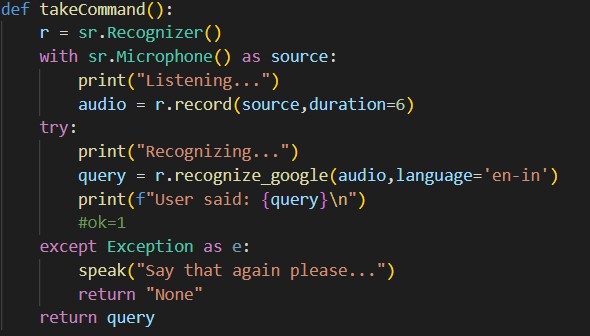 def takeCommand():
    r = sr.Recognizer()
    with sr.Microphone() as source:
        print("Listening...")
        audio = r.record(source,duration=6)
    try:
        print("Recognizing...")
        query = r.recognize_google(audio,language='en-in')
        print(f"User said: {query}\n")
        #ok=1
    except Exception as e:
        speak("Say that again please...")
        return "None"
    return query